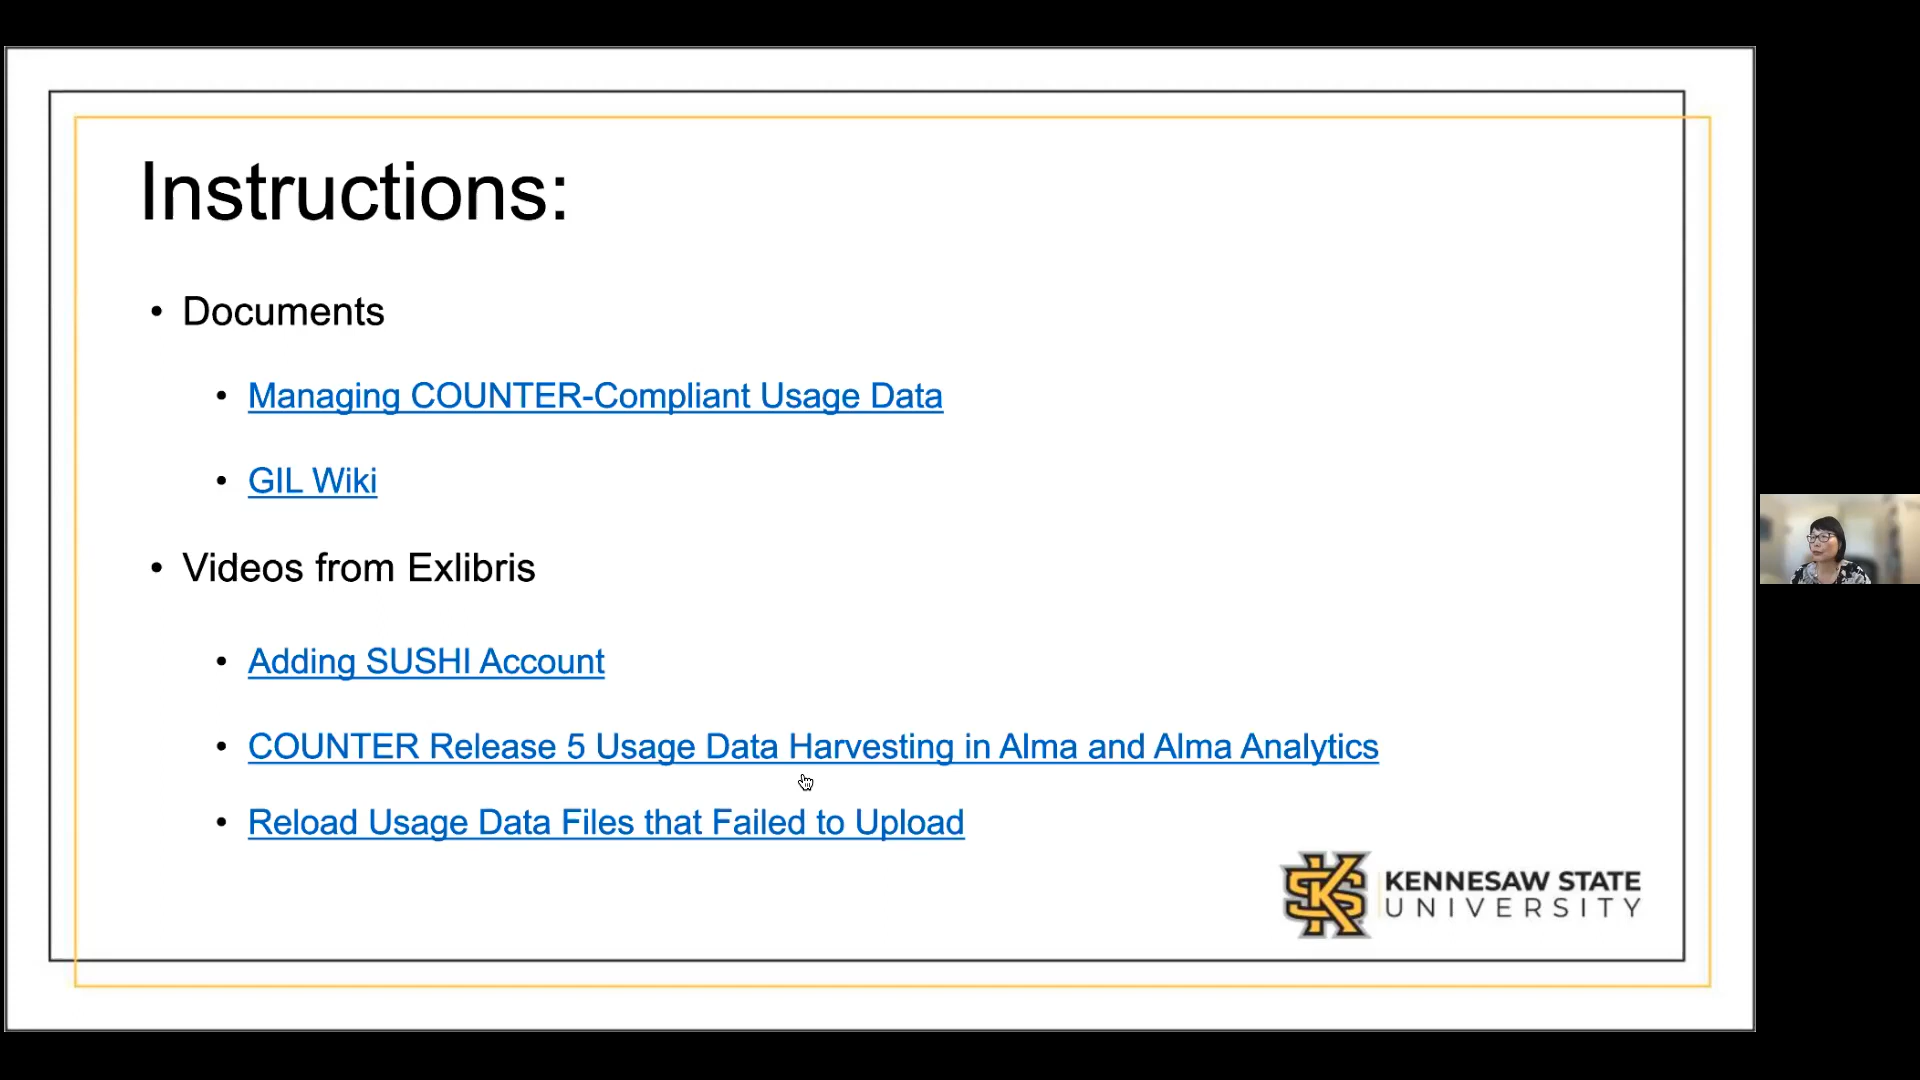 Instructions:
• Documents
• Managing COUNTER-Compliant Usage Data
• GIL Wiki
• Videos from Exlibris
• Adding SUSHI Account
• COUNTER Release 5 Usage Data Harvesting in Alma and Alma Analytics
• Reload Usage Data Files that Failed to Upload
KS
KENNESAW STATE
UNIVERSITY